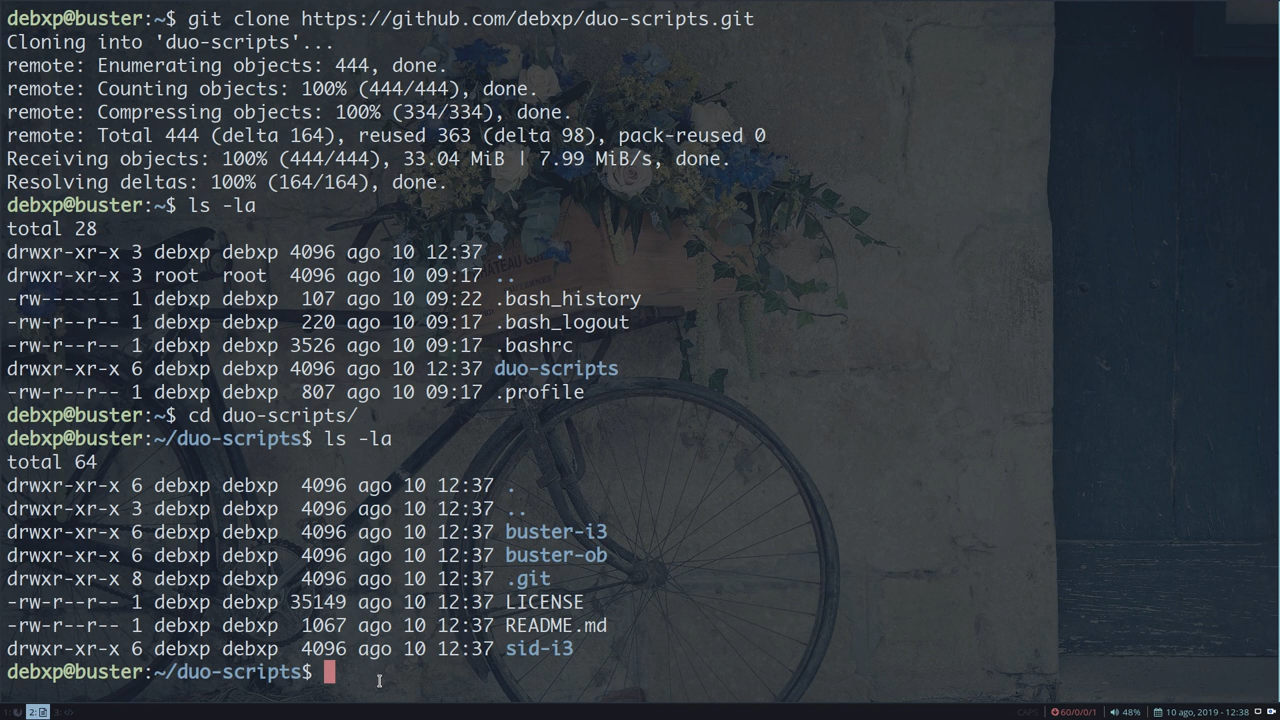 debxp@buster:~$ git clone https://github.com/debxp/duo-scripts.git
Cloning into 'duo-scripts'...
remote: Enumerating objects: 444, done.
remote: Counting objects: 100% (444/444), done.
remote: Compressing objects: 100% (334/334), done.
remote: Total 444 (delta 164), reused 363 (delta 98), pack-reused 0
Receiving objects: 100% (444/444), 33.04 MiB | 7.99 MiB/s, done.
Resolving deltas: 100% (164/164), done.
debxp@buster:~$ ls -la
total 28
drwxr-xr-x 3 debxp debxp 4096 ago 10 12:37 .
drwxr-xr-x 3 root  root  4096 ago 10 09:17 ..
-rw------- 1 debxp debxp  107 ago 10 09:22 .bash_history
-rw-r--r-- 1 debxp debxp  220 ago 10 09:17 .bash_logout
-rw-r--r-- 1 debxp debxp 3526 ago 10 09:17 .bashrc
drwxr-xr-x 6 debxp debxp 4096 ago 10 12:37 duo-scripts
-rw-r--r-- 1 debxp debxp  807 ago 10 09:17 .profile
debxp@buster:~$ cd duo-scripts/
debxp@buster:~/duo-scripts$ ls -la
total 64
drwxr-xr-x 6 debxp debxp  4096 ago 10 12:37 .
drwxr-xr-x 3 debxp debxp  4096 ago 10 12:37 ..
drwxr-xr-x 6 debxp debxp  4096 ago 10 12:37 buster-i3
drwxr-xr-x 6 debxp debxp  4096 ago 10 12:37 buster-ob
drwxr-xr-x 8 debxp debxp  4096 ago 10 12:37 .git
-rw-r--r-- 1 debxp debxp 35149 ago 10 12:37 LICENSE
-rw-r--r-- 1 debxp debxp  1067 ago 10 12:37 README.md
drwxr-xr-x 6 debxp debxp  4096 ago 10 12:37 sid-i3
debxp@buster:~/duo-scripts$
1: 2: 3: </> CAPS 60/0/0/1 48% 10 ago, 2019 - 12:38